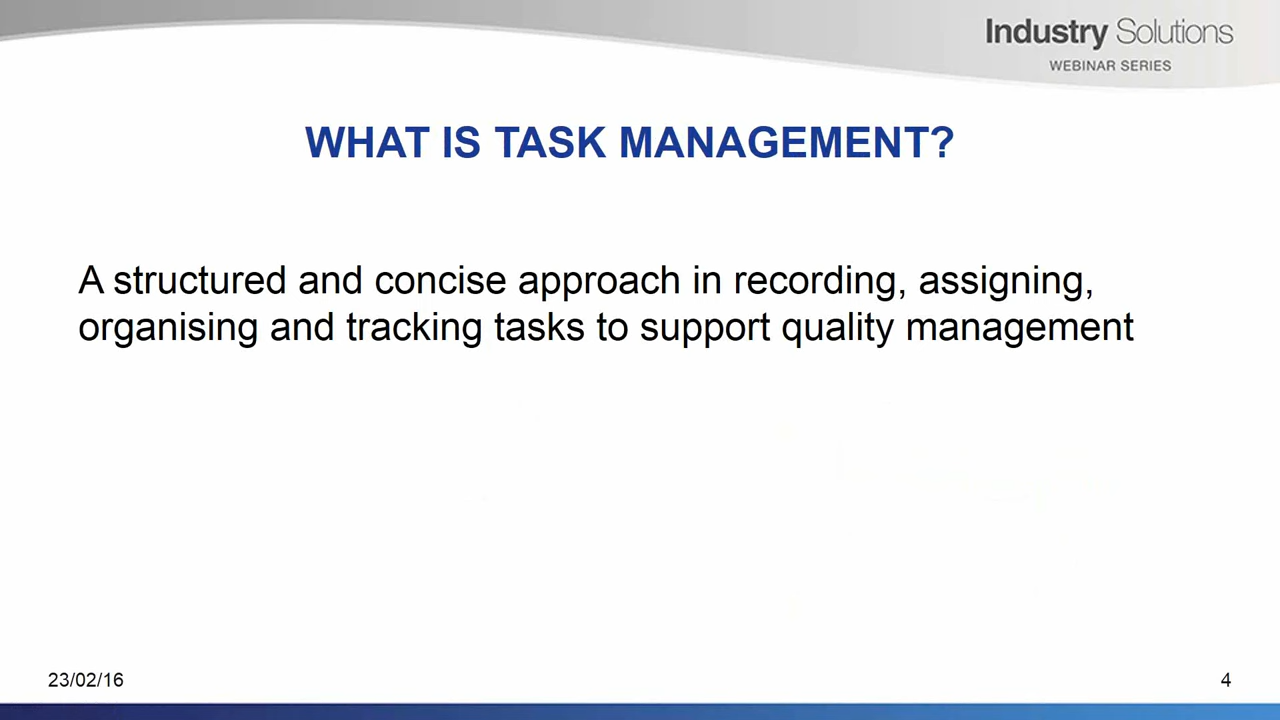 Industry Solutions
WEBINAR SERIES
WHAT IS TASK MANAGEMENT?
A structured and concise approach in recording, assigning,
organising and tracking tasks to support quality management
23/02/16
4